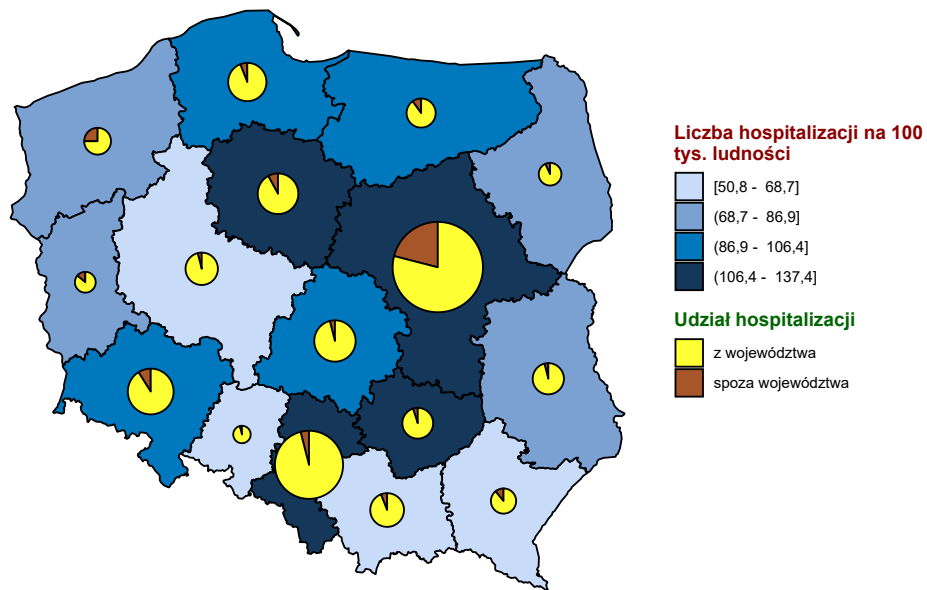 Liczba hospitalizacji na 100
tys. ludności
[50,8 - 68,7]
(68,7 - 86,9]
(86,9 - 106,4]
(106,4 - 137,4]
Udział hospitalizacji
z województwa
spoza województwa